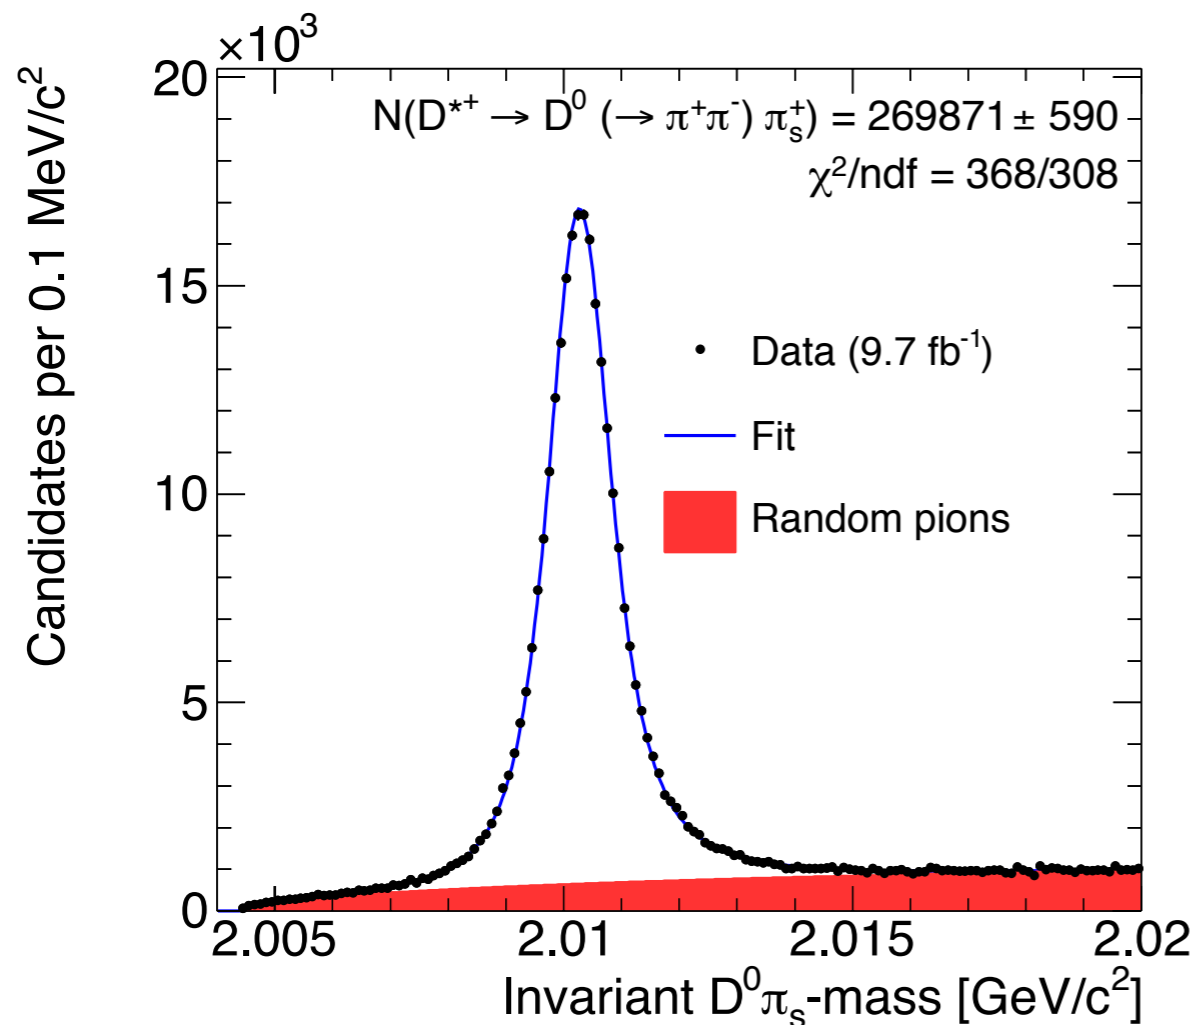 ×10³
Candidates per 0.1 MeV/c²
20
15
10
5
0
N(D*⁺ → D⁰ (→ π⁺π⁻) πₛ⁺) = 269871 ± 590
χ²/ndf = 368/308
Data (9.7 fb⁻¹)
Fit
Random pions
2.005
2.01
2.015
2.02
Invariant D⁰πₛ-mass [GeV/c²]